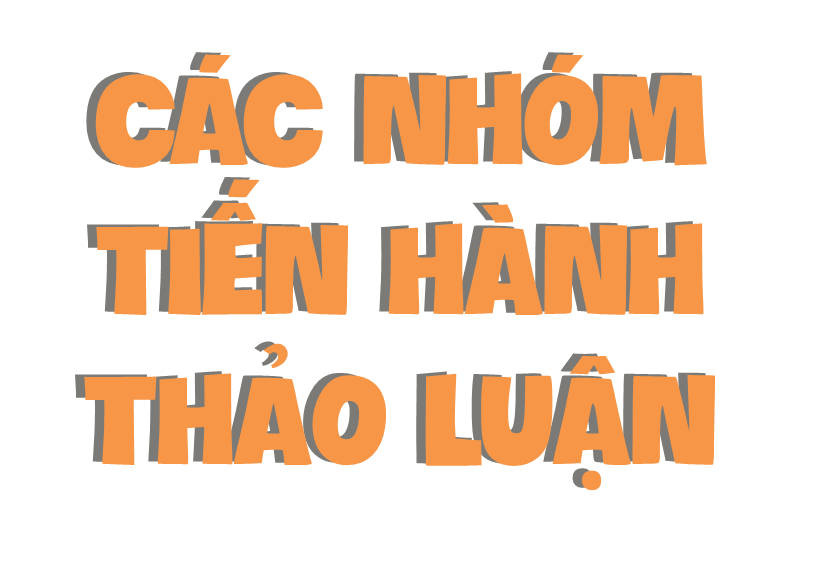 CÁC NHÓM
TIẾN HÀNH
THẢO LUẬN